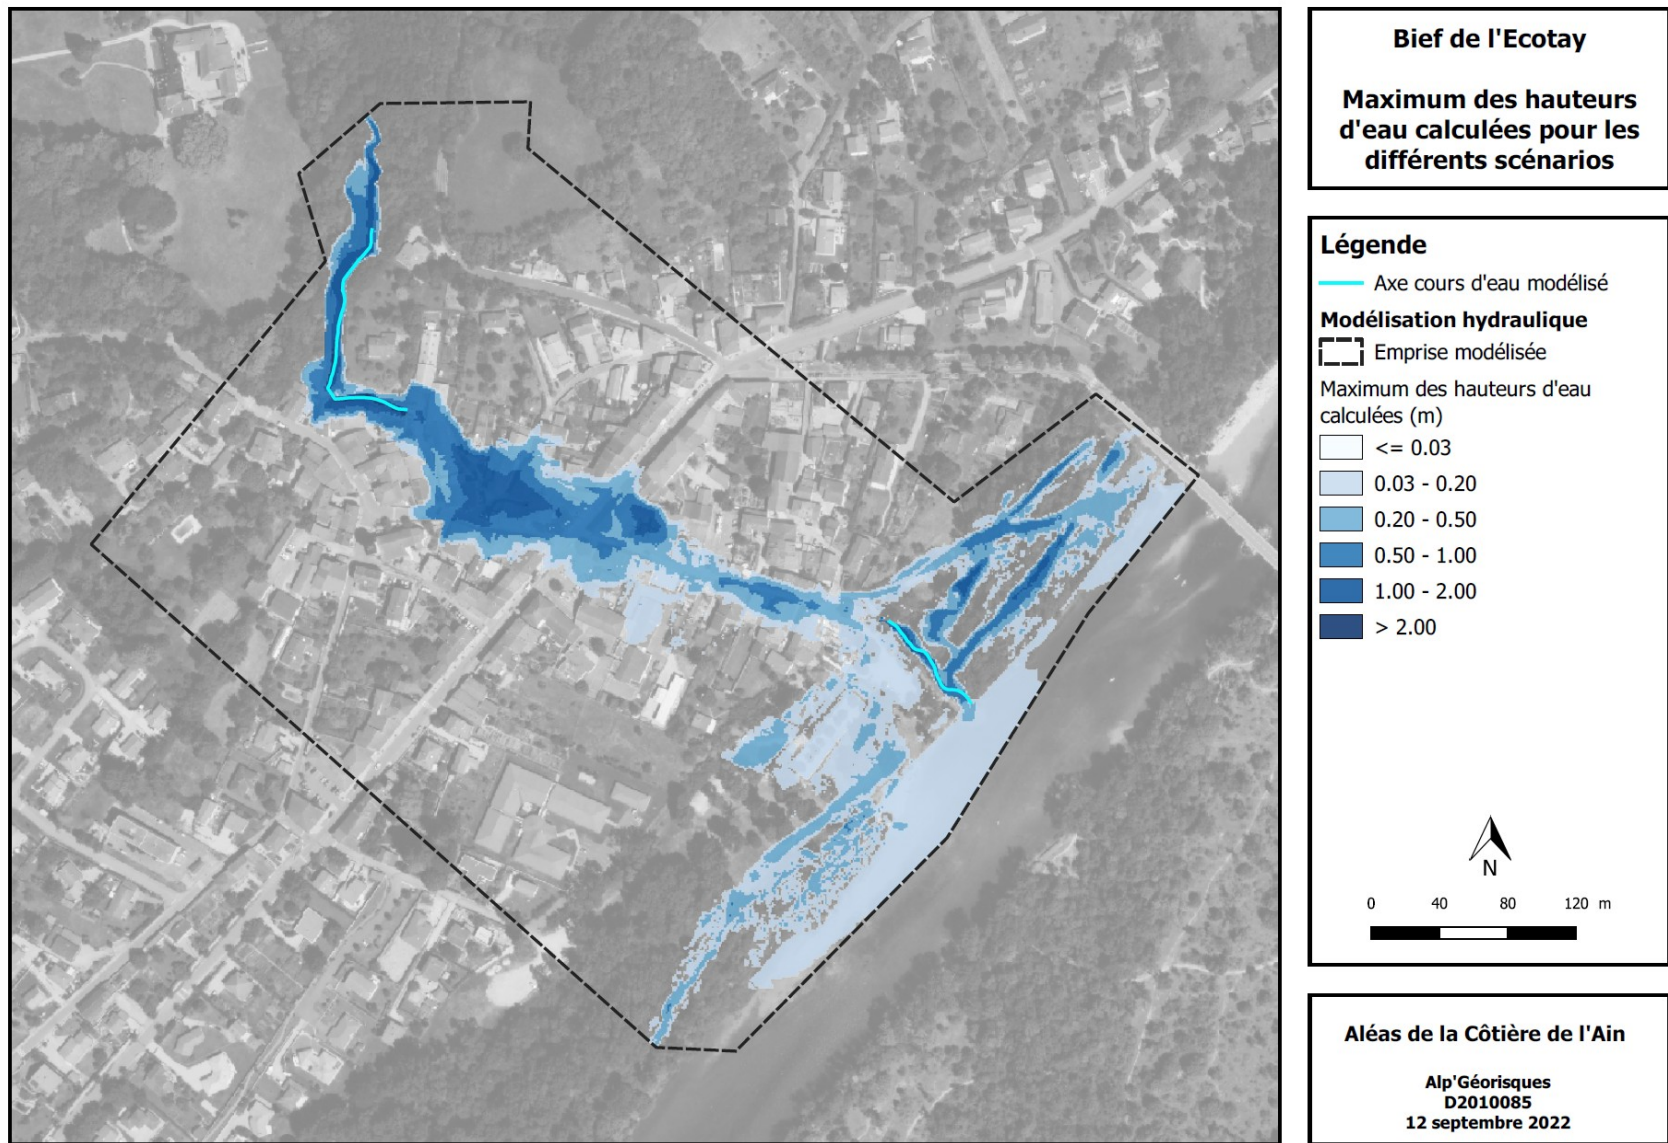 Bief de l'Ecotay
Maximum des hauteurs
d'eau calculées pour les
différents scénarios
Légende
Axe cours d'eau modélisé
Modélisation hydraulique
Emprise modélisée
Maximum des hauteurs d'eau
calculées (m)
<= 0.03
0.03 - 0.20
0.20 - 0.50
0.50 - 1.00
1.00 - 2.00
> 2.00
N
0 40 80 120 m
Aléas de la Côtière de l'Ain
Alp'Géorisques
D2010085
12 septembre 2022